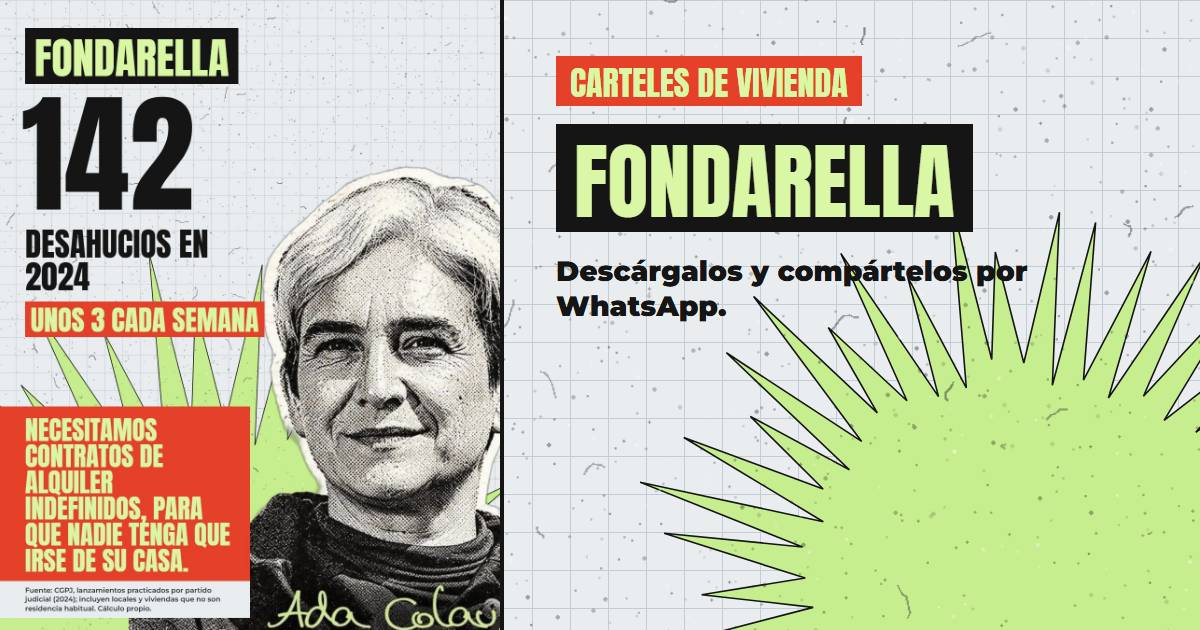 FONDARELLA
142
DESAHUCIOS EN
2024
UNOS 3 CADA SEMANA
NECESITAMOS
CONTRATOS DE
ALQUILER
INDEFINIDOS, PARA
QUE NADIE TENGA QUE
IRSE DE SU CASA.
Fuente: CGPJ, lanzamientos practicados por partido
judicial (2024); incluyen locales y viviendas que no son
residencia habitual. Cálculo propio.
Ada Colau
CARTELES DE VIVIENDA
FONDARELLA
Descárgalos y compártelos por
WhatsApp.